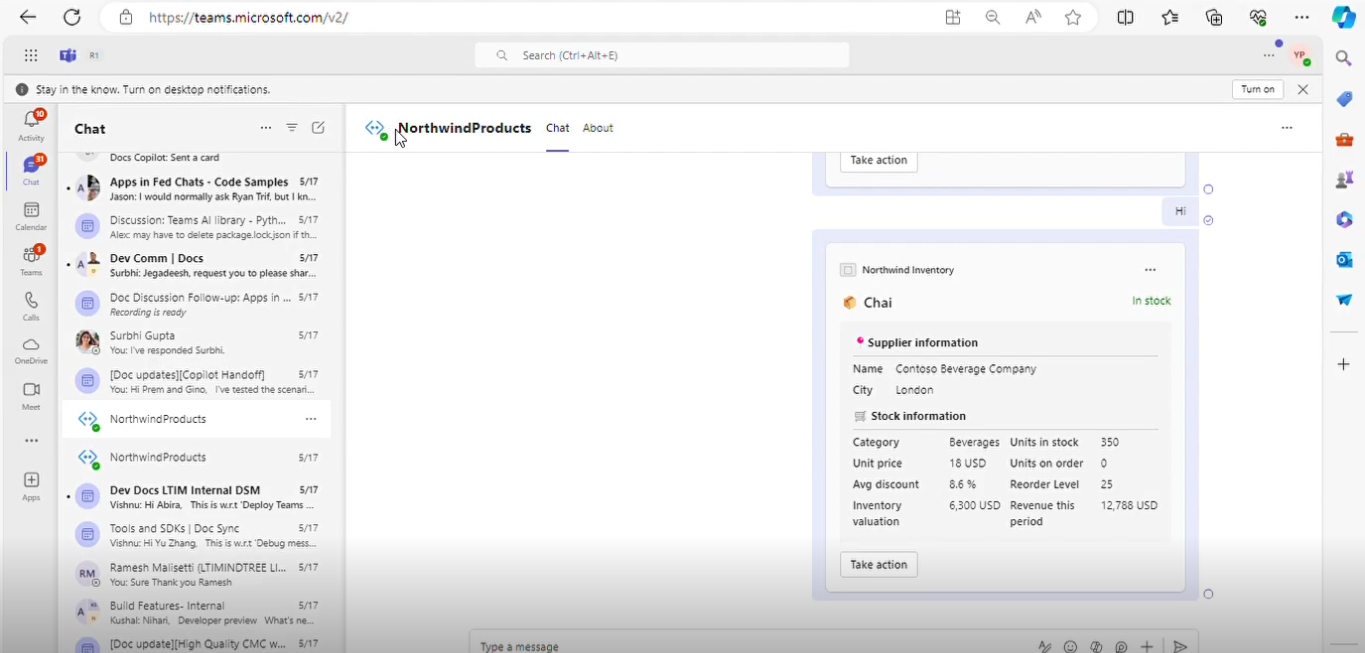 https://teams.microsoft.com/v2/
R1
Search (Ctrl+Alt+E)
YP
Stay in the know. Turn on desktop notifications.
Turn on
10
Activity
31
Chat
Calendar
1
Teams
Calls
OneDrive
Meet
Apps
Chat
Docs Copilot: Sent a card
Apps in Fed Chats - Code Samples 5/17
Jason: I would normally ask Ryan Trif, but I kn...
Discussion: Teams AI library - Pyth... 5/17
Alex: may have to delete package.lock.json if th...
Dev Comm | Docs 5/17
Surbhi: Jegadeesh, request you to please shar...
Doc Discussion Follow-up: Apps in ... 5/17
Recording is ready
Surbhi Gupta 5/17
You: I've responded Surbhi.
[Doc updates][Copilot Handoff] 5/17
You: Hi Prem and Gino, I've tested the scenari...
NorthwindProducts
NorthwindProducts 5/17
Dev Docs LTIM Internal DSM 5/17
Vishnu: Hi Abira, This is w.r.t 'Deploy Teams ...
Tools and SDKs | Doc Sync 5/17
Vishnu: Hi Yu Zhang, This is w.r.t 'Debug mess...
RM
Ramesh Malisetti (LTIMINDTREE LI... 5/17
You: Sure Thank you Ramesh
Build Features- Internal 5/17
Kushal: Nihari, Developer preview What's ne...
[Doc update][High Quality CMC w... 5/17
NorthwindProducts Chat About
Take action
Hi
Northwind Inventory
Chai
In stock
Supplier information
Name Contoso Beverage Company
City London
Stock information
Category Beverages Units in stock 350
Unit price 18 USD Units on order 0
Avg discount 8.6 % Reorder Level 25
Inventory valuation 6,300 USD Revenue this period 12,788 USD
Take action
Type a message